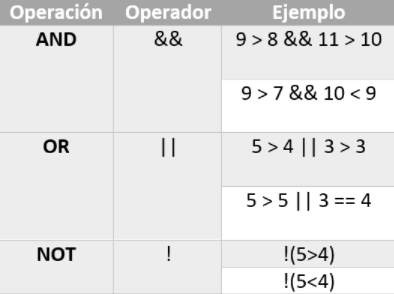 Operación Operador Ejemplo
AND && 9 > 8 && 11 > 10
9 > 7 && 10 < 9
OR || 5 > 4 || 3 > 3
5 > 5 || 3 == 4
NOT ! !(5>4)
!(5<4)